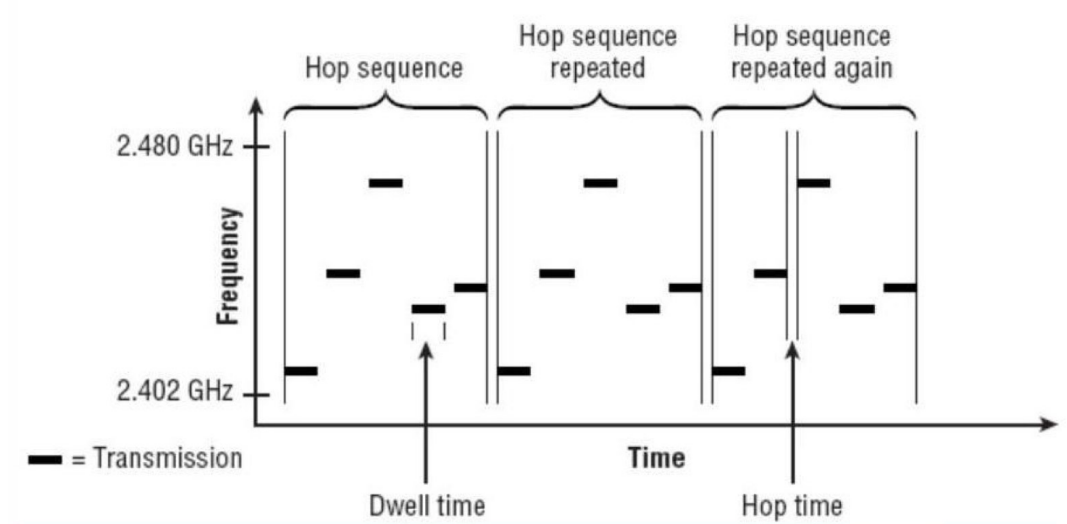 Hop sequence
Hop sequence
repeated
Hop sequence
repeated again
2.480 GHz
Frequency
2.402 GHz
= Transmission
Time
Dwell time
Hop time